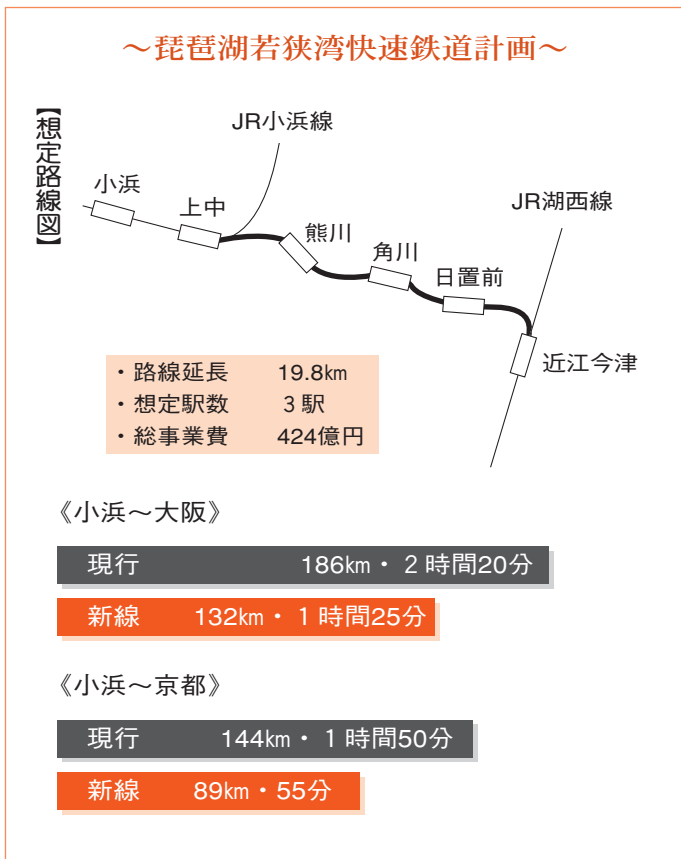 ～琵琶湖若狭湾快速鉄道計画～
【想定路線図】
JR小浜線
小浜
上中
JR湖西線
熊川
角川
日置前
近江今津
・路線延長 19.8㎞
・想定駅数 ３駅
・総事業費 424億円
《小浜～大阪》
現行 186㎞・２時間20分
新線 132㎞・１時間25分
《小浜～京都》
現行 144㎞・１時間50分
新線 89㎞・55分